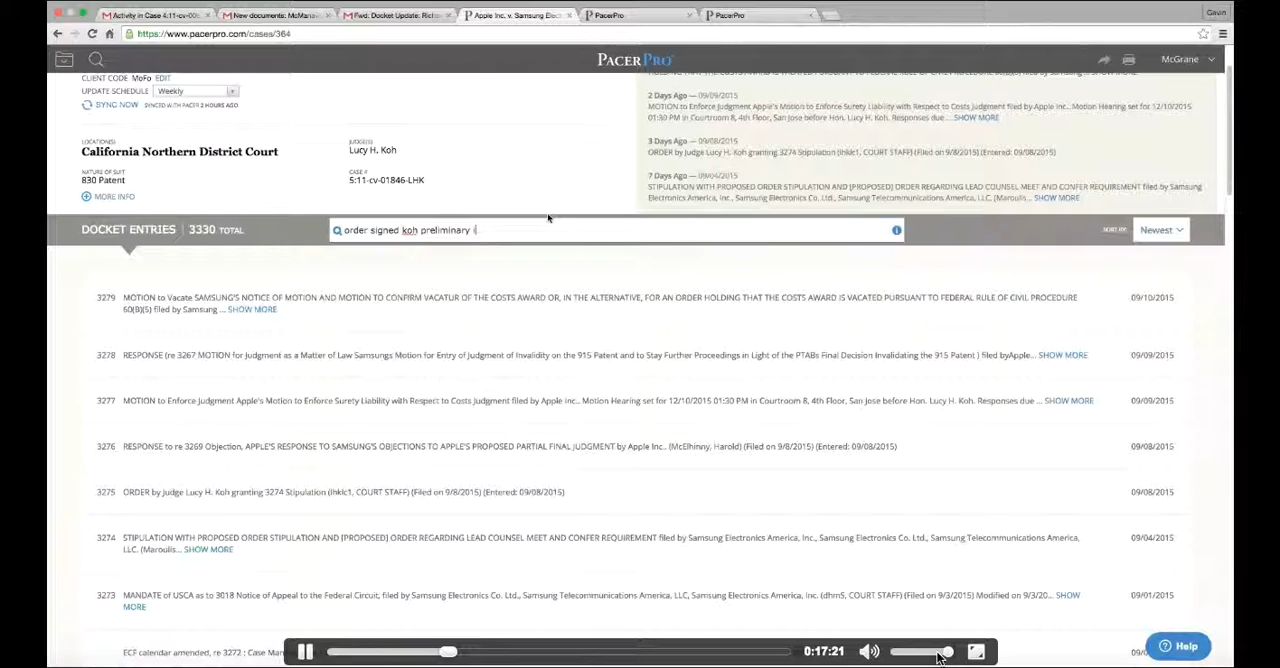 Activity in Case 4:11-cv-00
New documents: McMana
Fwd: Docket Update: Rich
Apple Inc. v. Samsung Elect
PacerPro
PacerPro
Gavin
https://www.pacerpro.com/cases/364
PACERPRO
McGrane
CLIENT CODE MoFo EDIT
UPDATE SCHEDULE Weekly
SYNC NOW SYNCED WITH PACER 2 HOURS AGO
LOCATION(S)
California Northern District Court
JUDGE(S)
Lucy H. Koh
NATURE OF SUIT
830 Patent
CASE #
5:11-cv-01846-LHK
MORE INFO
SHOW MORE
2 Days Ago — 09/09/2015
MOTION to Enforce Judgment Apple's Motion to Enforce Surety Liability with Respect to Costs Judgment filed by Apple Inc.. Motion Hearing set for 12/10/2015
01:30 PM in Courtroom 8, 4th Floor, San Jose before Hon. Lucy H. Koh. Responses due ... SHOW MORE
3 Days Ago — 09/08/2015
ORDER by Judge Lucy H. Koh granting 3274 Stipulation (lhklc1, COURT STAFF) (Filed on 9/8/2015) (Entered: 09/08/2015)
7 Days Ago — 09/04/2015
STIPULATION WITH PROPOSED ORDER STIPULATION AND [PROPOSED] ORDER REGARDING LEAD COUNSEL MEET AND CONFER REQUIREMENT filed by Samsung
Electronics America, Inc., Samsung Electronics Co. Ltd., Samsung Telecommunications America, LLC. (Maroulis... SHOW MORE
DOCKET ENTRIES | 3330 TOTAL
order signed koh preliminary i
SORT BY:
Newest
3279 MOTION to Vacate SAMSUNG'S NOTICE OF MOTION AND MOTION TO CONFIRM VACATUR OF THE COSTS AWARD OR, IN THE ALTERNATIVE, FOR AN ORDER HOLDING THAT THE COSTS AWARD IS VACATED PURSUANT TO FEDERAL RULE OF CIVIL PROCEDURE 09/10/2015
60(B)(5) filed by Samsung ... SHOW MORE
3278 RESPONSE (re 3267 MOTION for Judgment as a Matter of Law Samsungs Motion for Entry of Judgment of Invalidity on the 915 Patent and to Stay Further Proceedings in Light of the PTABs Final Decision Invalidating the 915 Patent ) filed byApple... SHOW MORE 09/09/2015
3277 MOTION to Enforce Judgment Apple's Motion to Enforce Surety Liability with Respect to Costs Judgment filed by Apple Inc.. Motion Hearing set for 12/10/2015 01:30 PM in Courtroom 8, 4th Floor, San Jose before Hon. Lucy H. Koh. Responses due ... SHOW MORE 09/09/2015
3276 RESPONSE to re 3269 Objection, APPLE'S RESPONSE TO SAMSUNG'S OBJECTIONS TO APPLE'S PROPOSED PARTIAL FINAL JUDGMENT by Apple Inc.. (McElhinny, Harold) (Filed on 9/8/2015) (Entered: 09/08/2015) 09/08/2015
3275 ORDER by Judge Lucy H. Koh granting 3274 Stipulation (lhklc1, COURT STAFF) (Filed on 9/8/2015) (Entered: 09/08/2015) 09/08/2015
3274 STIPULATION WITH PROPOSED ORDER STIPULATION AND [PROPOSED] ORDER REGARDING LEAD COUNSEL MEET AND CONFER REQUIREMENT filed by Samsung Electronics America, Inc., Samsung Electronics Co. Ltd., Samsung Telecommunications America, 09/04/2015
LLC. (Maroulis... SHOW MORE
3273 MANDATE of USCA as to 3018 Notice of Appeal to the Federal Circuit, filed by Samsung Electronics Co. Ltd., Samsung Telecommunications America, LLC, Samsung Electronics America, Inc. (dhmS, COURT STAFF) (Filed on 9/3/2015) Modified on 9/3/20... SHOW 09/01/2015
MORE
ECF calendar amended, re 3272 : Case Man
0:17:21
Help